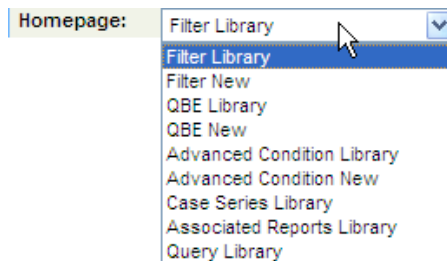 Homepage: Filter Library
Filter Library
Filter New
QBE Library
QBE New
Advanced Condition Library
Advanced Condition New
Case Series Library
Associated Reports Library
Query Library